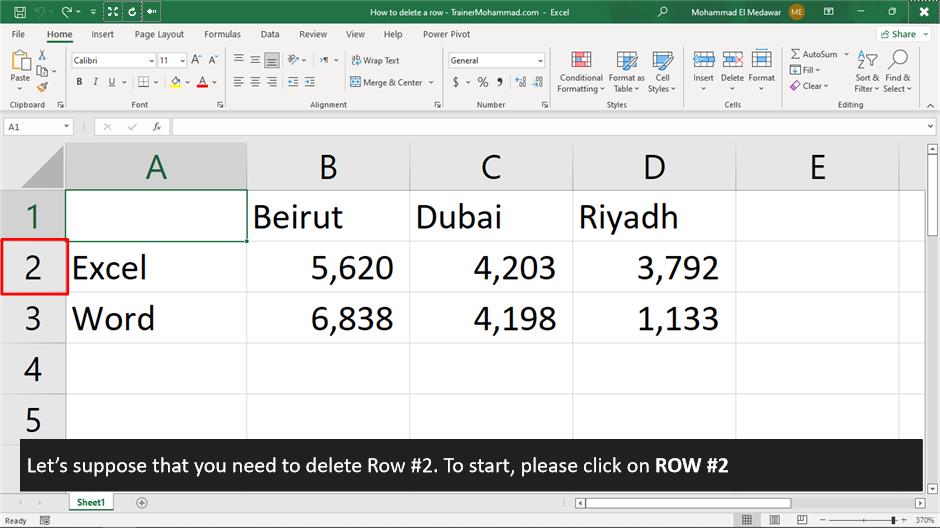 How to delete a row - TrainerMohammad.com - Excel
Mohammad El Medawar
ME
File Home Insert Page Layout Formulas Data Review View Help Power Pivot Share
Paste
Clipboard
Calibri 11
B I U
Font
Wrap Text
Merge & Center
Alignment
General
$ % ,
Number
Conditional Formatting
Format as Table
Cell Styles
Styles
Insert Delete Format
Cells
AutoSum
Fill
Clear
Sort & Filter
Find & Select
Editing
A1
fx
A B C D E
1 Beirut Dubai Riyadh
2 Excel 5,620 4,203 3,792
3 Word 6,838 4,198 1,133
4
5
Let’s suppose that you need to delete Row #2. To start, please click on ROW #2
Sheet1
Ready
370%